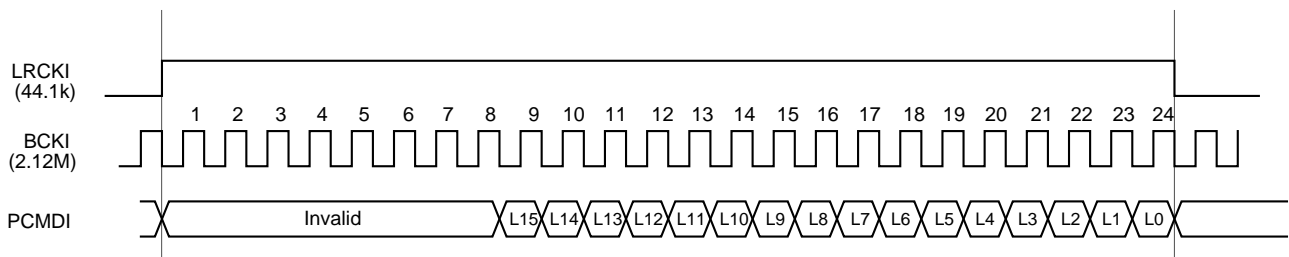 LRCKI
(44.1k)
1 2 3 4 5 6 7 8 9 10 11 12 13 14 15 16 17 18 19 20 21 22 23 24
BCKI
(2.12M)
PCMDI Invalid L15 L14 L13 L12 L11 L10 L9 L8 L7 L6 L5 L4 L3 L2 L1 L0